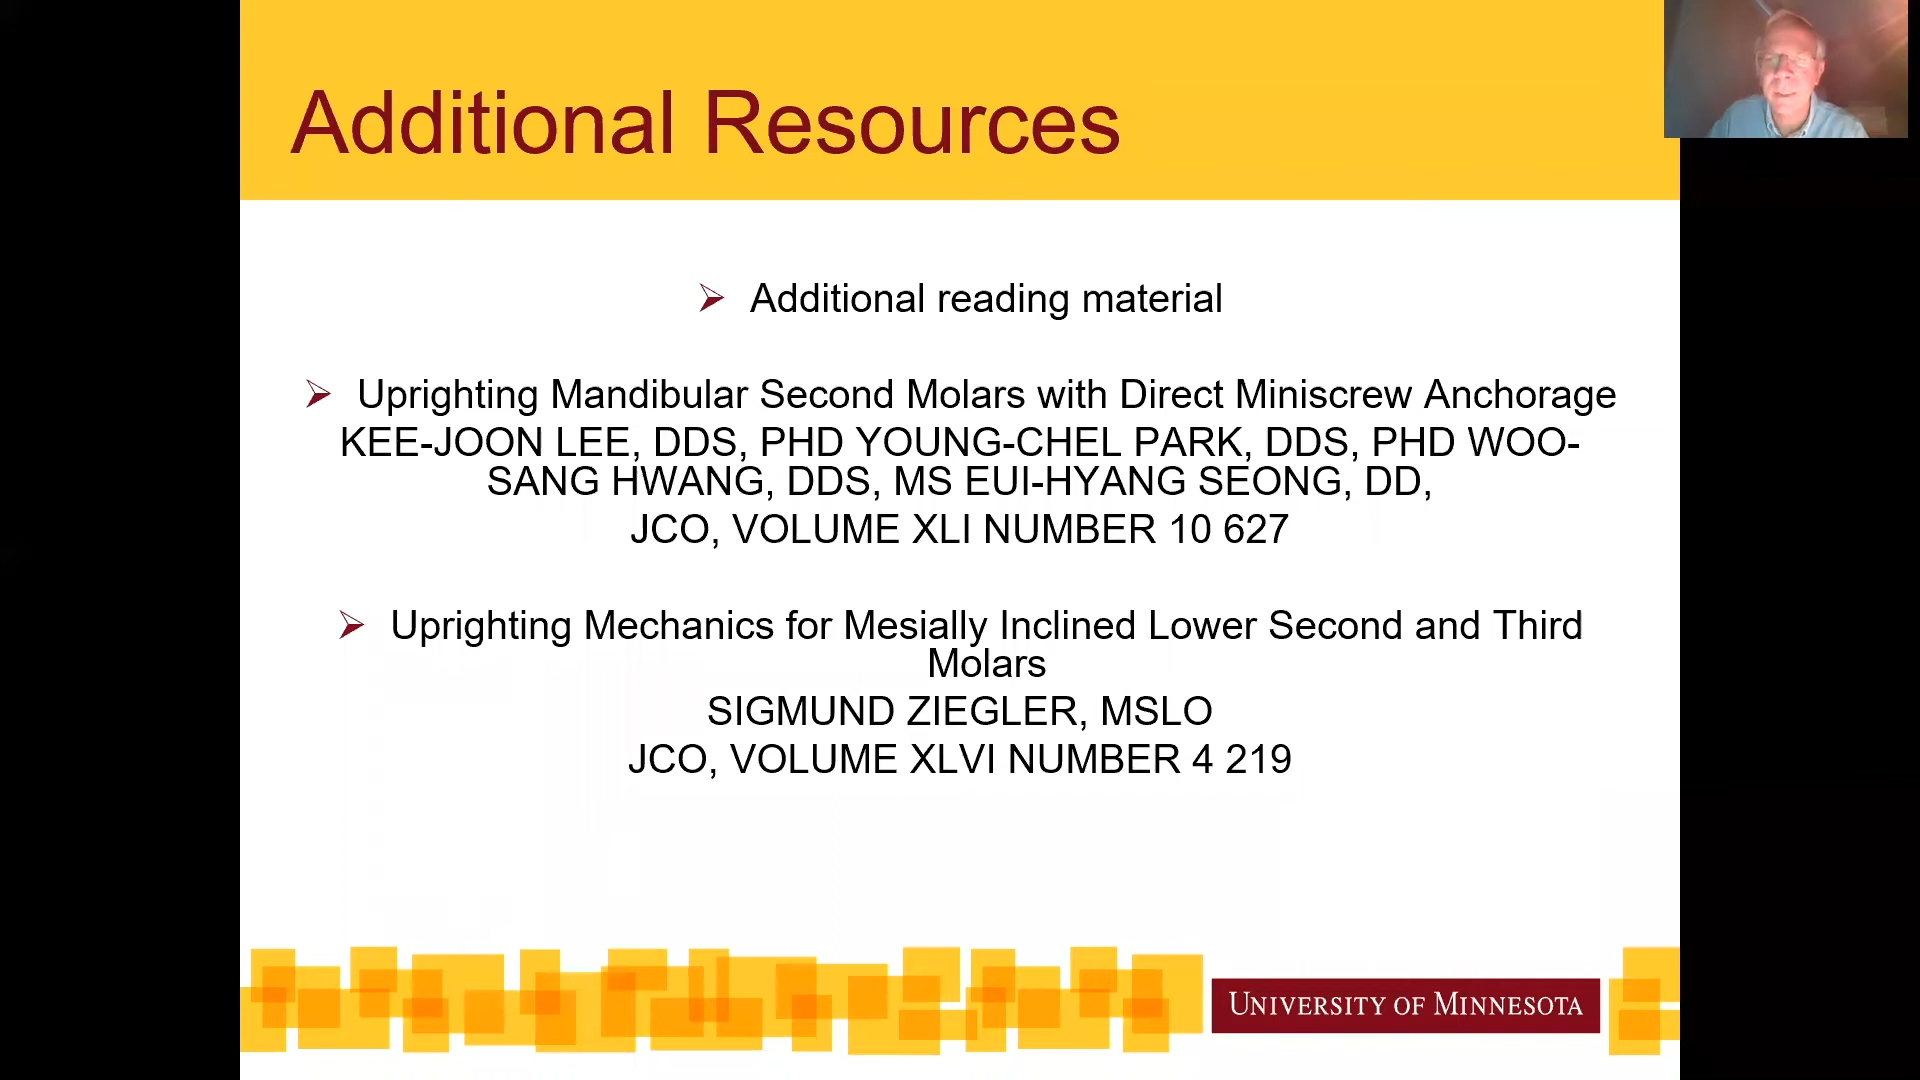 Additional Resources
Additional reading material
Uprighting Mandibular Second Molars with Direct Miniscrew Anchorage
KEE-JOON LEE, DDS, PHD YOUNG-CHEL PARK, DDS, PHD WOO-
SANG HWANG, DDS, MS EUI-HYANG SEONG, DD,
JCO, VOLUME XLI NUMBER 10 627
Uprighting Mechanics for Mesially Inclined Lower Second and Third
Molars
SIGMUND ZIEGLER, MSLO
JCO, VOLUME XLVI NUMBER 4 219
UNIVERSITY OF MINNESOTA